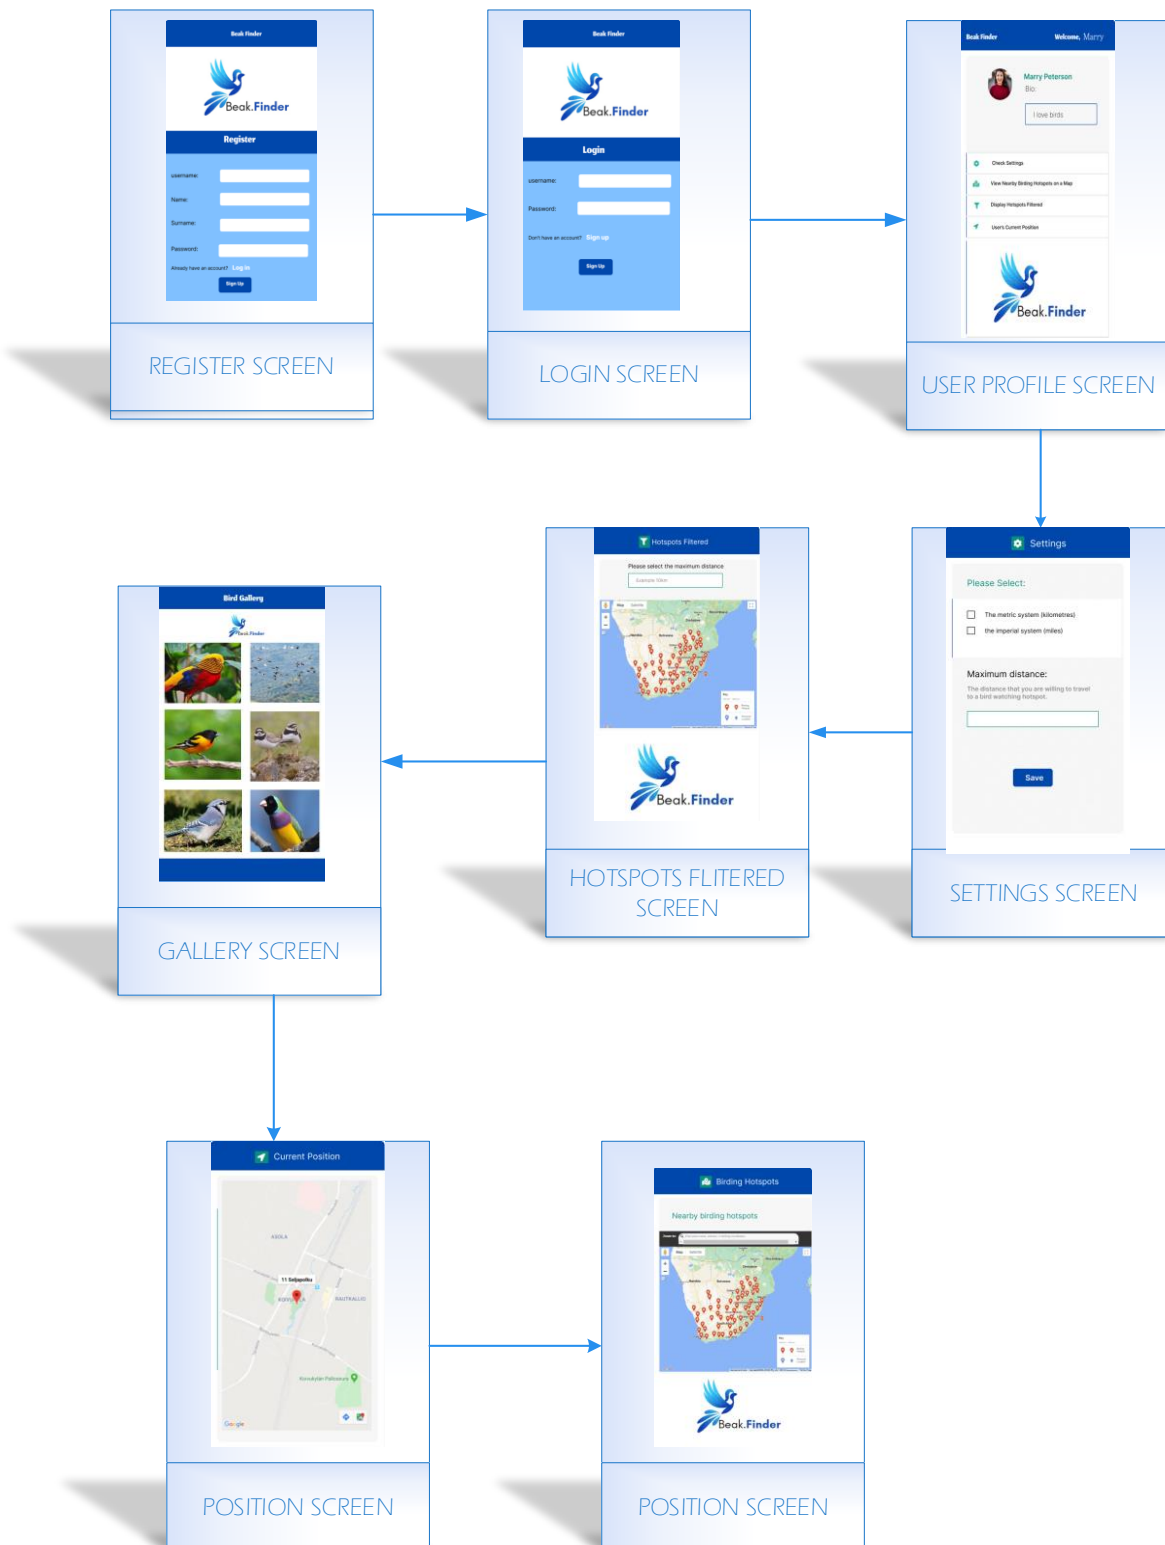 Beak Finder
Beak.Finder
Register
username:
Name:
Surname:
Password:
Already have an account? Log in
Sign Up
REGISTER SCREEN
Beak Finder
Beak.Finder
Login
username:
Password:
Don't have an account? Sign up
Sign Up
LOGIN SCREEN
Beak Finder Welcome, Marry
Marry Peterson
Bio:
I love birds
Check Settings
View Nearby Birding Hotspots on a Map
Display Hotspots Filtered
User's Current Position
Beak.Finder
USER PROFILE SCREEN
Bird Gallery
Beak.Finder
GALLERY SCREEN
Hotspots Filtered
Please select the maximum distance
Map
Beak.Finder
HOTSPOTS FLITERED
SCREEN
Settings
Please Select:
The metric system (kilometres)
the imperial system (miles)
Maximum distance:
The distance that you are willing to travel
to a bird watching hotspot.
Save
SETTINGS SCREEN
Current Position
ASOLA
11 Seljapolku
RAUTKALLIO
Google
POSITION SCREEN
Birding Hotspots
Nearby birding hotspots
Map
Beak.Finder
POSITION SCREEN